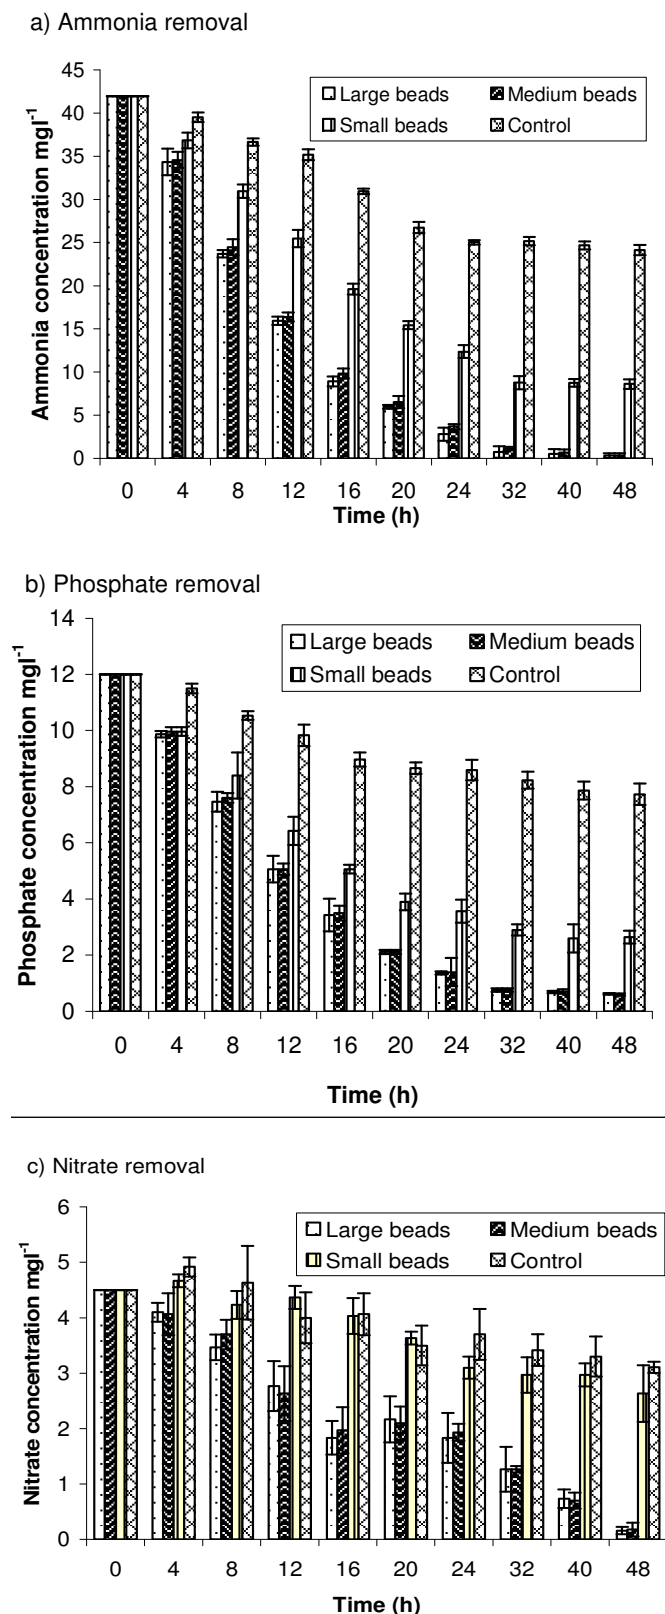 a) Ammonia removal
Ammonia concentration mgl-1
45
40
35
30
25
20
15
10
5
0
Large beads Medium beads
Small beads Control
0 4 8 12 16 20 24 32 40 48
Time (h)
b) Phosphate removal
Phosphate concentration mgl-1
14
12
10
8
6
4
2
0
Large beads Medium beads
Small beads Control
0 4 8 12 16 20 24 32 40 48
Time (h)
c) Nitrate removal
Nitrate concentration mgl-1
6
5
4
3
2
1
0
Large beads Medium beads
Small beads Control
0 4 8 12 16 20 24 32 40 48
Time (h)